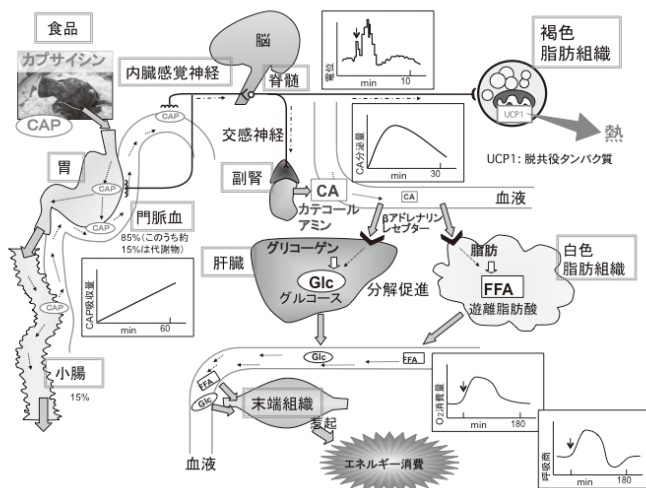 食品
カプサイシン
CAP
胃
CAP
CAP
門脈血
85%(このうち約
15%は代謝物)
CAP
小腸
15%
CAP吸収量
min
60
内臓感覚神経
CAP
脳
脊髄
交感神経
副腎
CA
カテコール
アミン
電位
min
10
CA分泌量
min
30
褐色
脂肪組織
UCP1
熱
UCP1: 脱共役タンパク質
CA
血液
βアドレナリン
レセプター
肝臓
グリコーゲン
Glc
グルコース
分解促進
脂肪
FFA
遊離脂肪酸
白色
脂肪組織
Glc
FFA
FFA
Glc
血液
末端組織
惹起
エネルギー消費
O2消費量
min
180
呼吸商
min
180